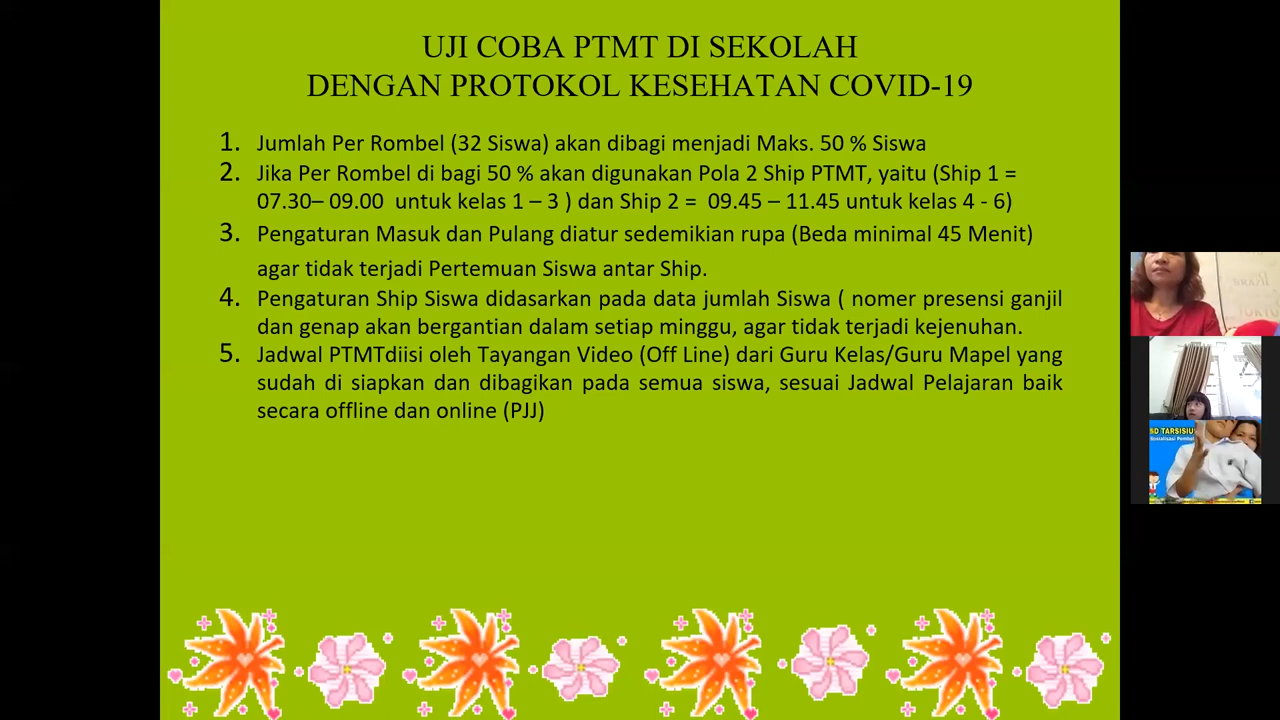 UJI COBA PTMT DI SEKOLAH
DENGAN PROTOKOL KESEHATAN COVID-19
1. Jumlah Per Rombel (32 Siswa) akan dibagi menjadi Maks. 50 % Siswa
2. Jika Per Rombel di bagi 50 % akan digunakan Pola 2 Ship PTMT, yaitu (Ship 1 =
07.30– 09.00 untuk kelas 1 – 3 ) dan Ship 2 = 09.45 – 11.45 untuk kelas 4 - 6)
3. Pengaturan Masuk dan Pulang diatur sedemikian rupa (Beda minimal 45 Menit)
agar tidak terjadi Pertemuan Siswa antar Ship.
4. Pengaturan Ship Siswa didasarkan pada data jumlah Siswa ( nomer presensi ganjil
dan genap akan bergantian dalam setiap minggu, agar tidak terjadi kejenuhan.
5. Jadwal PTMTdiisi oleh Tayangan Video (Off Line) dari Guru Kelas/Guru Mapel yang
sudah di siapkan dan dibagikan pada semua siswa, sesuai Jadwal Pelajaran baik
secara offline dan online (PJJ)
SD TARSISIU
Sosialisasi Pembel